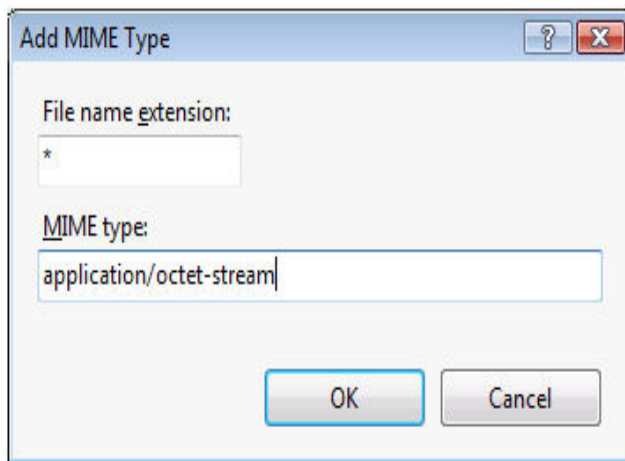 Add MIME Type
?
File name extension:
*
MIME type:
application/octet-stream
OK
Cancel